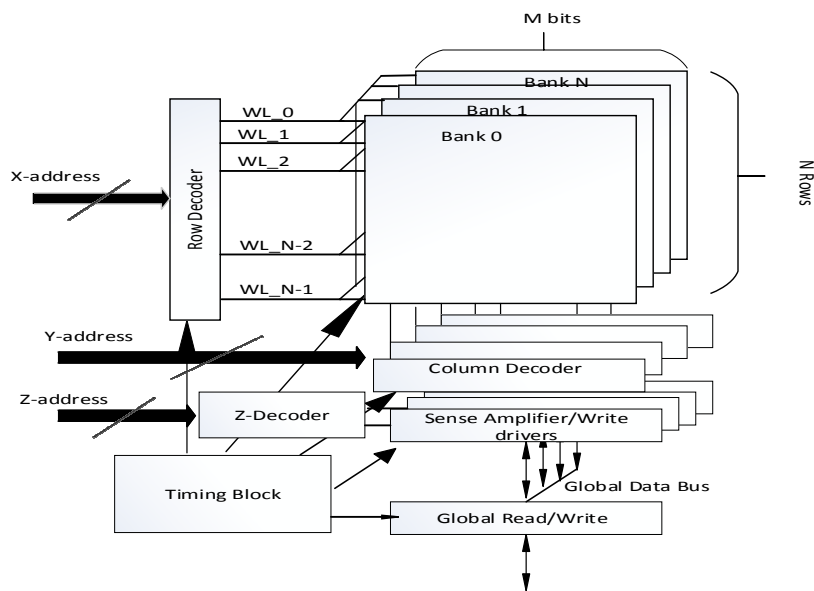 M bits
Bank N
Bank 1
Bank 0
WL_0
WL_1
WL_2
WL_N-2
WL_N-1
X-address
Row Decoder
N Rows
Y-address
Column Decoder
Z-address
Z-Decoder
Sense Amplifier/Write
drivers
Timing Block
Global Data Bus
Global Read/Write